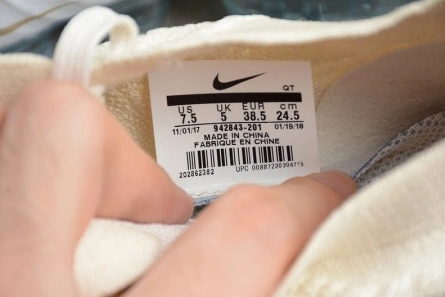 QT
US UK EUR cm
7.5 5 38.5 24.5
11/01/17 942843-201 01/19/18
MADE IN CHINA
FABRIQUE EN CHINE
202862382
UPC 00887230304715